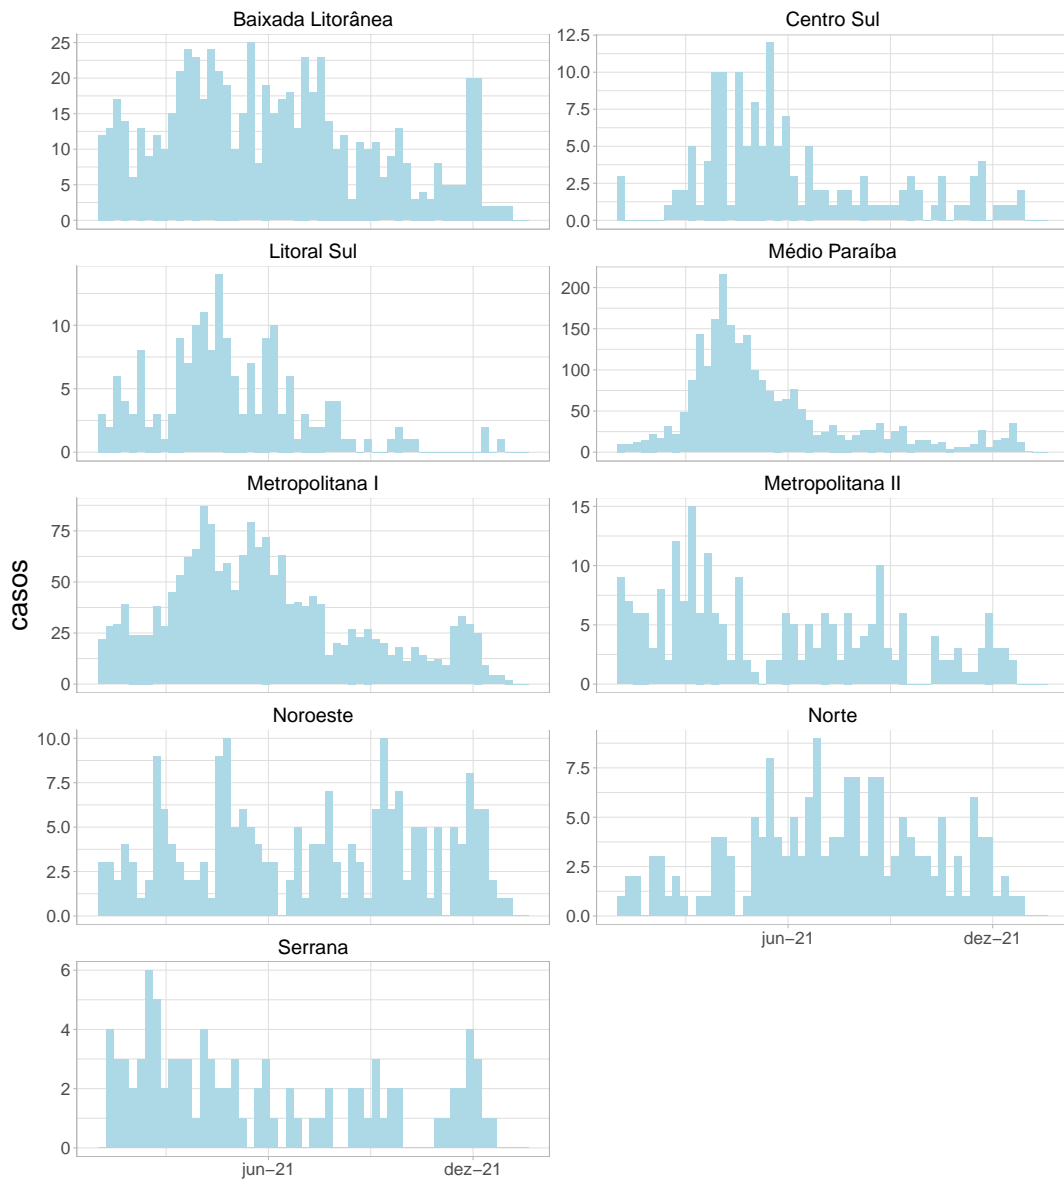 Baixada Litorânea
Centro Sul
25
20
15
10
5
0
12.5
10.0
7.5
5.0
2.5
0.0
Litoral Sul
Médio Paraíba
10
5
0
200
150
100
50
0
Metropolitana I
Metropolitana II
75
50
25
0
15
10
5
0
casos
Noroeste
Norte
10.0
7.5
5.0
2.5
0.0
7.5
5.0
2.5
0.0
jun−21
dez−21
Serrana
6
4
2
0
jun−21
dez−21